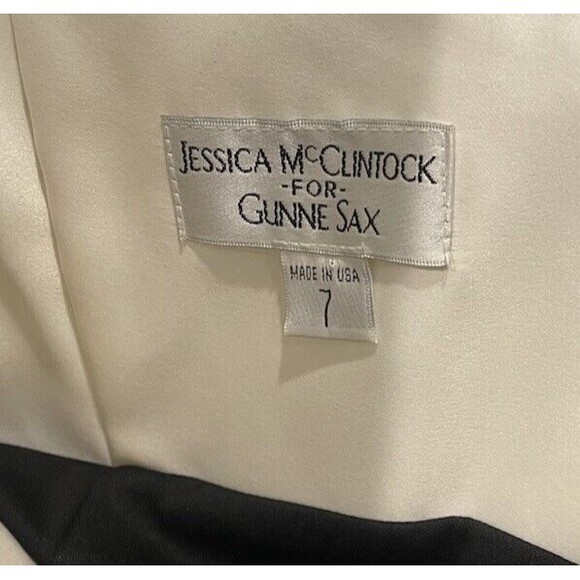 JESSICA McCLINTOCK
-FOR-
GUNNE SAX
MADE IN USA
7